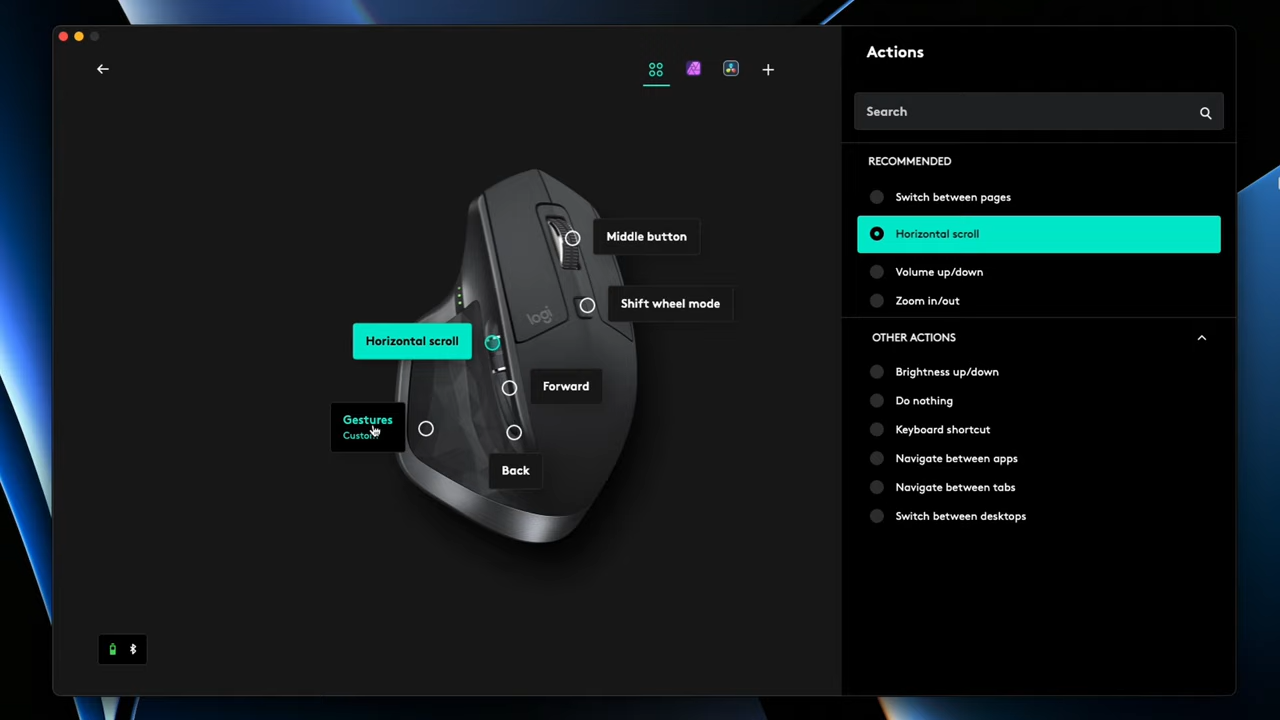 Actions
Search
RECOMMENDED
Switch between pages
Horizontal scroll
Volume up/down
Zoom in/out
OTHER ACTIONS
Brightness up/down
Do nothing
Keyboard shortcut
Navigate between apps
Navigate between tabs
Switch between desktops
Middle button
Shift wheel mode
logi
Horizontal scroll
Forward
Gestures
Custom
Back